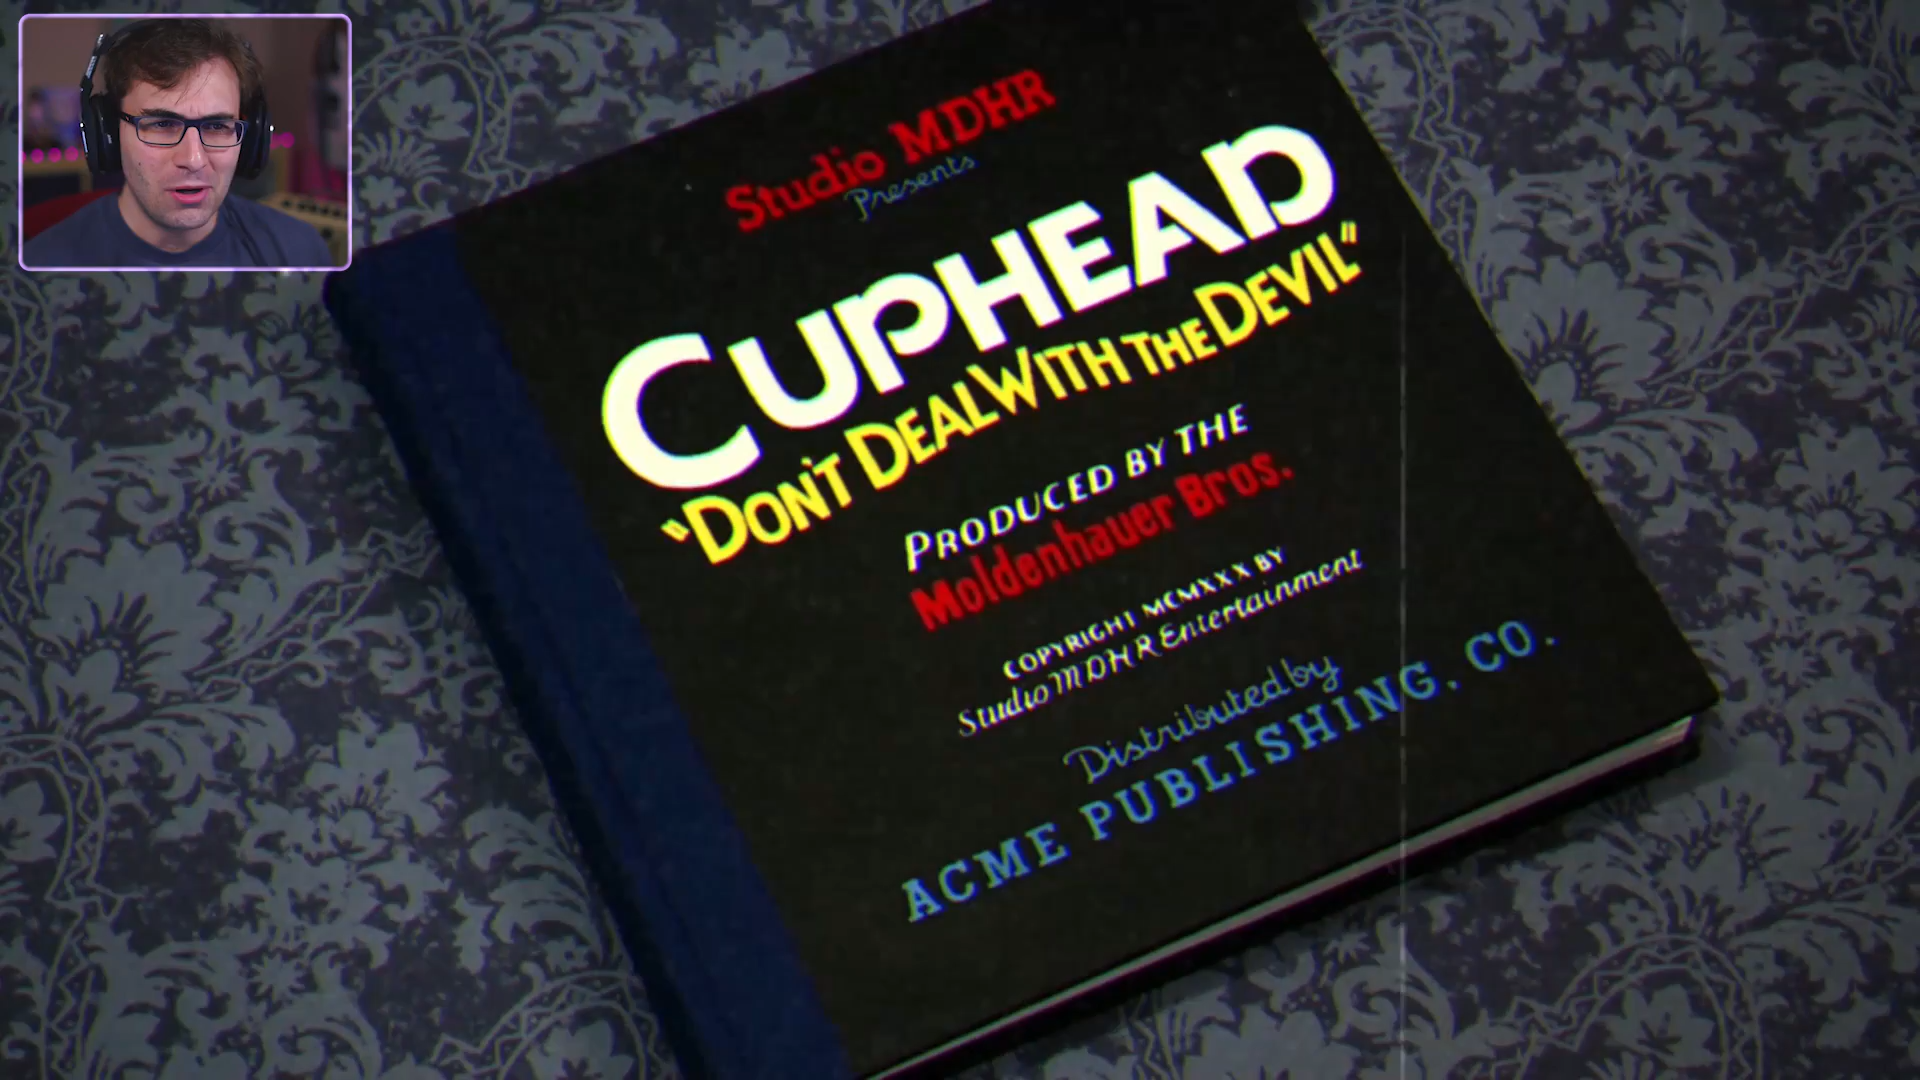 Studio MDHR
Presents
CUPHEAD
"DON'T DEAL WITH THE DEVIL"
PRODUCED BY THE
Moldenhauer Bros.
COPYRIGHT MCMXXX BY
Studio MDHR Entertainment
Distributed by
ACME PUBLISHING. CO.